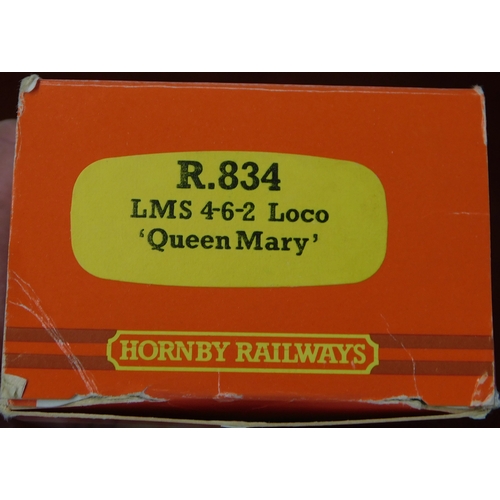 R.834
LMS 4-6-2 Loco
‘Queen Mary’
HORNBY RAILWAYS